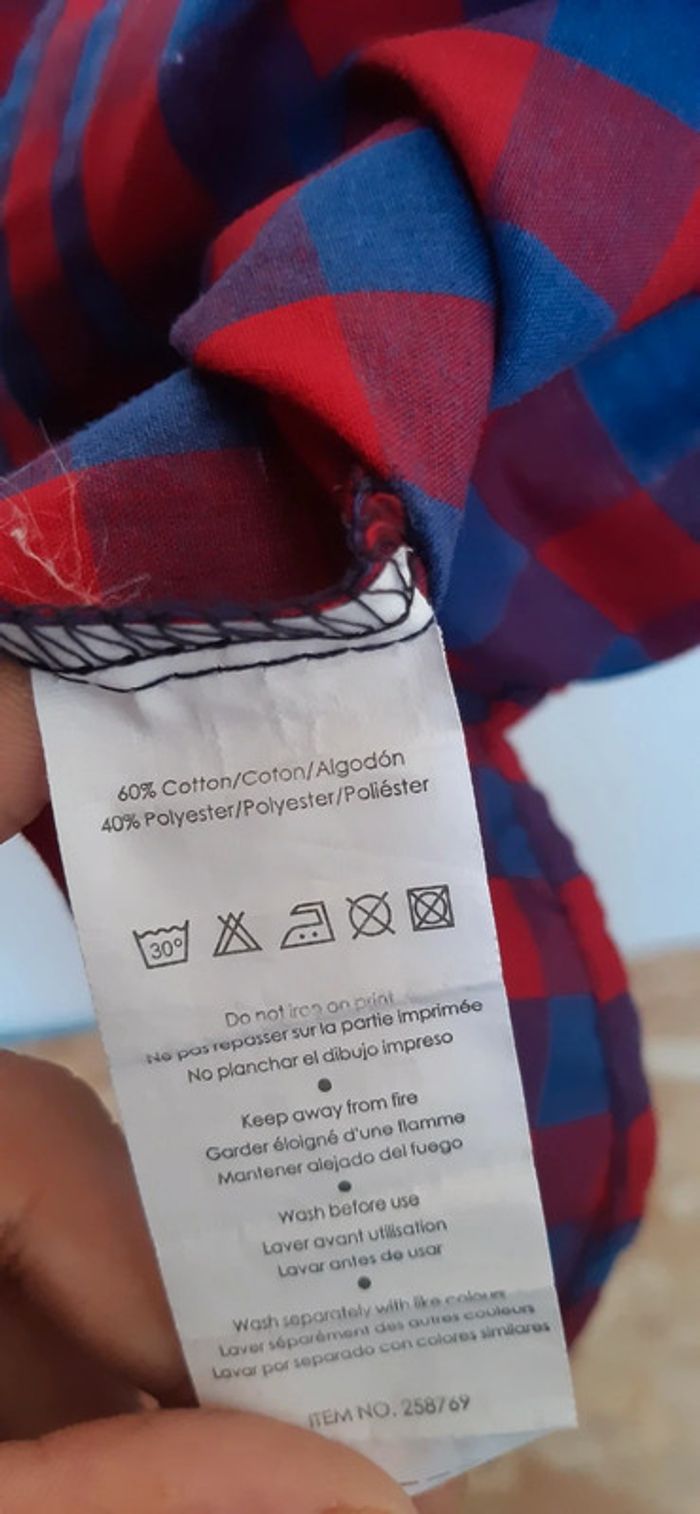 60% Cotton/Coton/Algodón
40% Polyester/Polyester/Poliéster
30°
Do not iron on print
Ne pas repasser sur la partie imprimée
No planchar el dibujo impreso
Keep away from fire
Garder éloigné d'une flamme
Mantener alejado del fuego
Wash before use
Laver avant utilisation
Lavar antes de usar
Wash separately with like colours
Laver séparément des autres couleurs
Lavar por separado con colores similares
ITEM NO. 258769